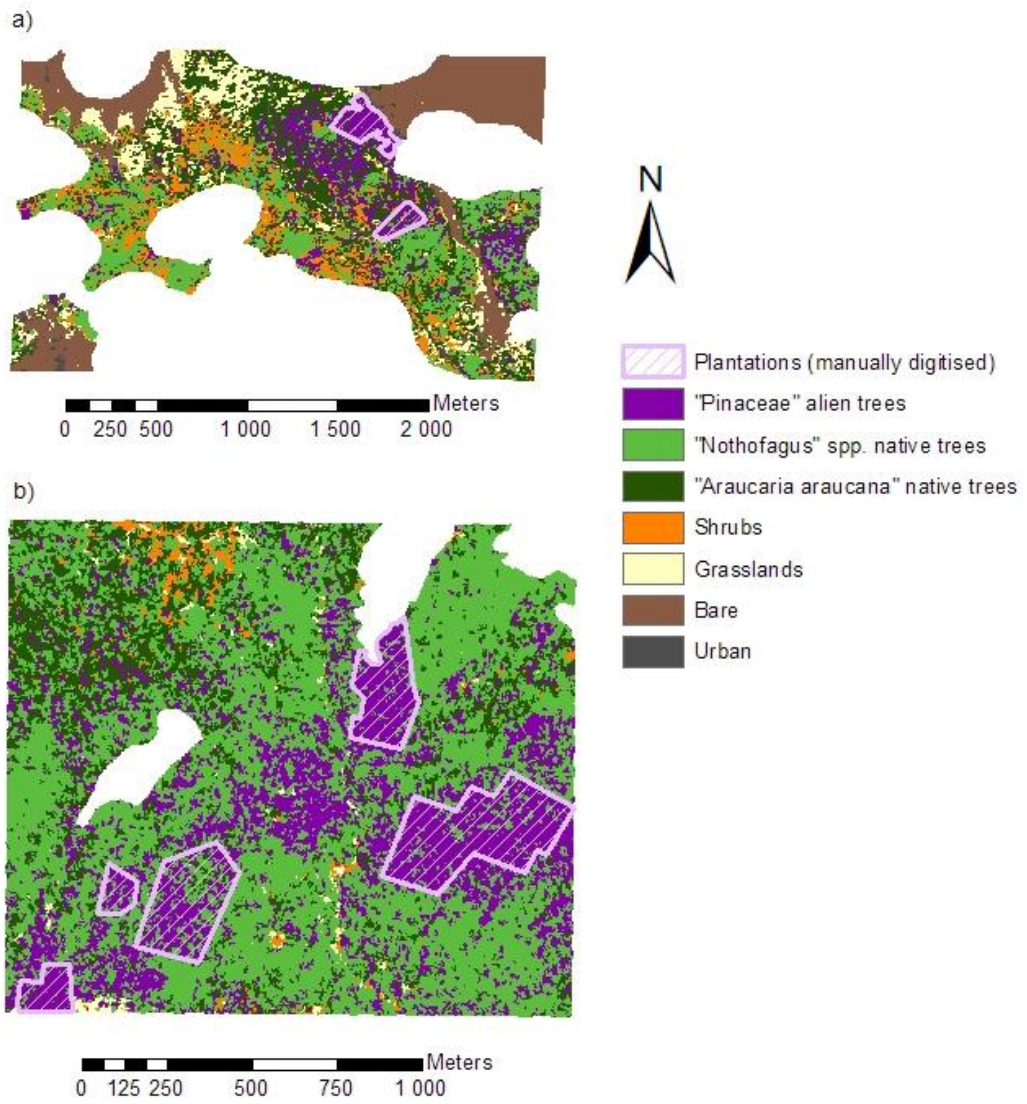 a)
Meters
0 250 500 1 000 1 500 2 000
N
Plantations (manually digitised)
"Pinaceae" alien trees
"Nothofagus" spp. native trees
"Araucaria araucana" native trees
Shrubs
Grasslands
Bare
Urban
b)
Meters
0 125 250 500 750 1 000